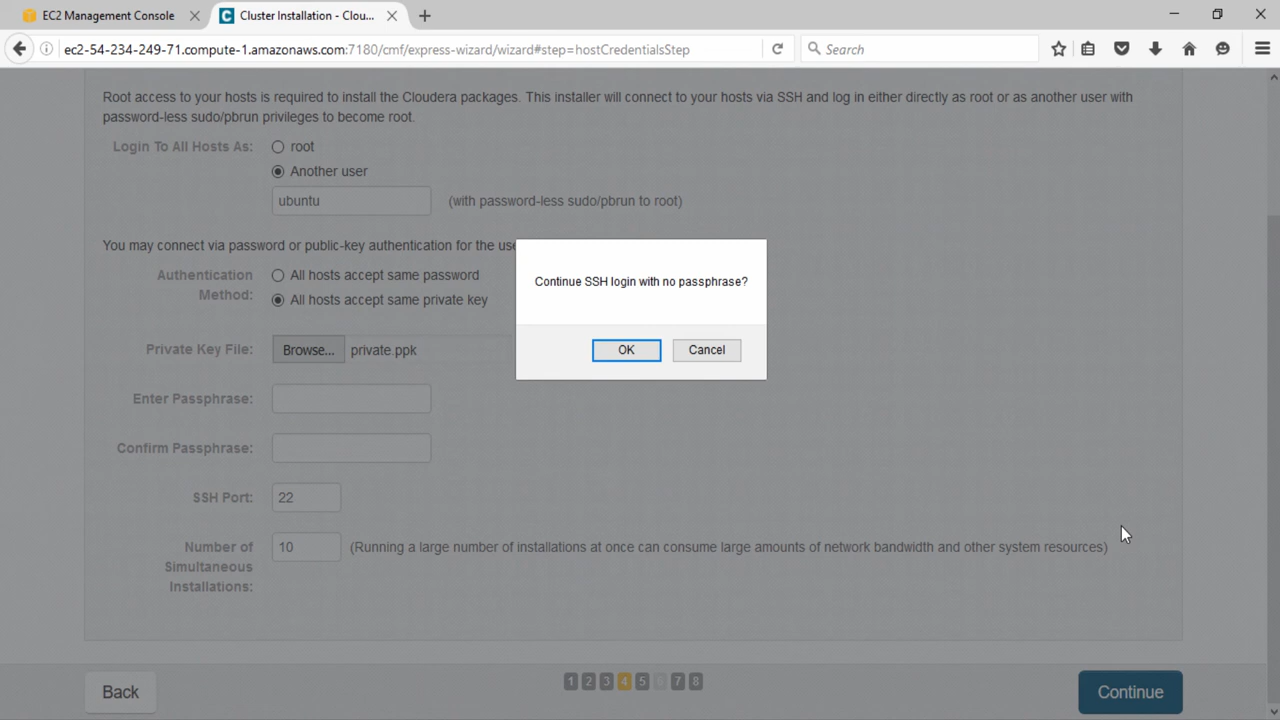 EC2 Management Console
Cluster Installation - Clou...
ec2-54-234-249-71.compute-1.amazonaws.com:7180/cmf/express-wizard/wizard#step=hostCredentialsStep
Search
Root access to your hosts is required to install the Cloudera packages. This installer will connect to your hosts via SSH and log in either directly as root or as another user with
password-less sudo/pbrun privileges to become root.
Login To All Hosts As:
root
Another user
ubuntu
(with password-less sudo/pbrun to root)
You may connect via password or public-key authentication for the use
Authentication
Method:
All hosts accept same password
All hosts accept same private key
Continue SSH login with no passphrase?
OK
Cancel
Private Key File:
Browse...
private.ppk
Enter Passphrase:
Confirm Passphrase:
SSH Port:
22
Number of
Simultaneous
Installations:
10
(Running a large number of installations at once can consume large amounts of network bandwidth and other system resources)
Back
1 2 3 4 5 6 7 8
Continue